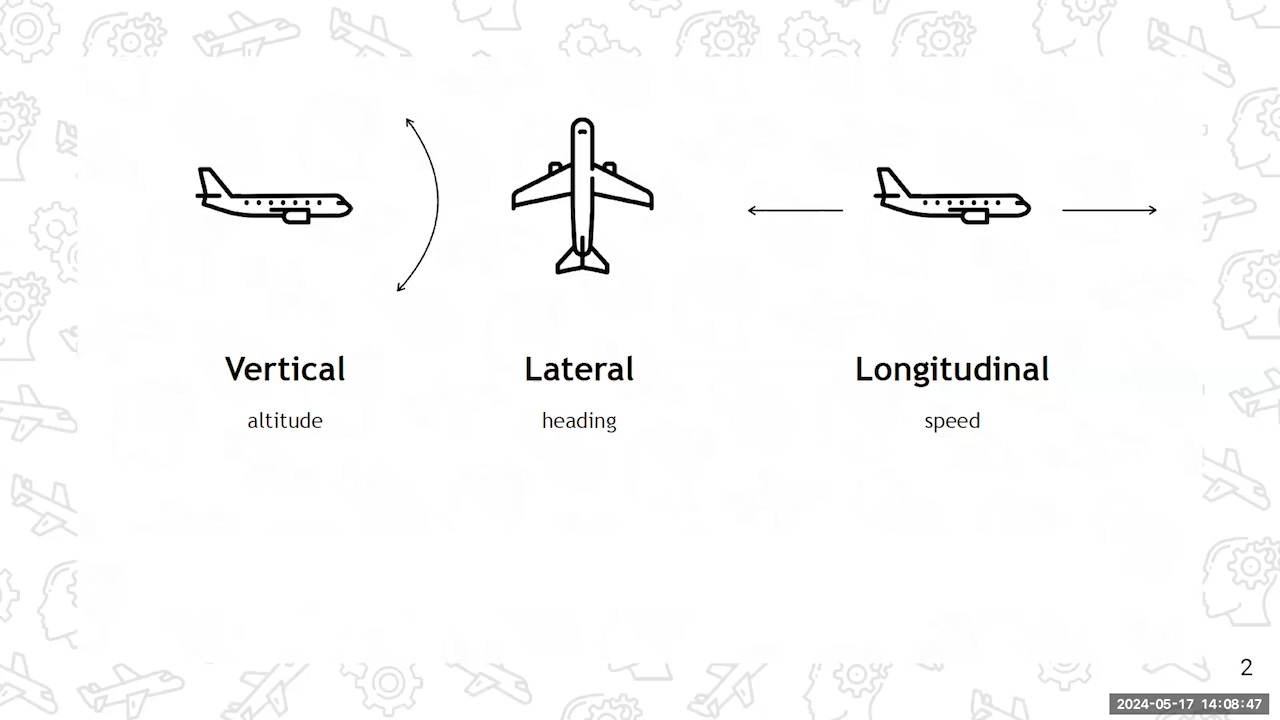 Vertical
altitude
Lateral
heading
Longitudinal
speed
2
2024-05-17 14:08:47